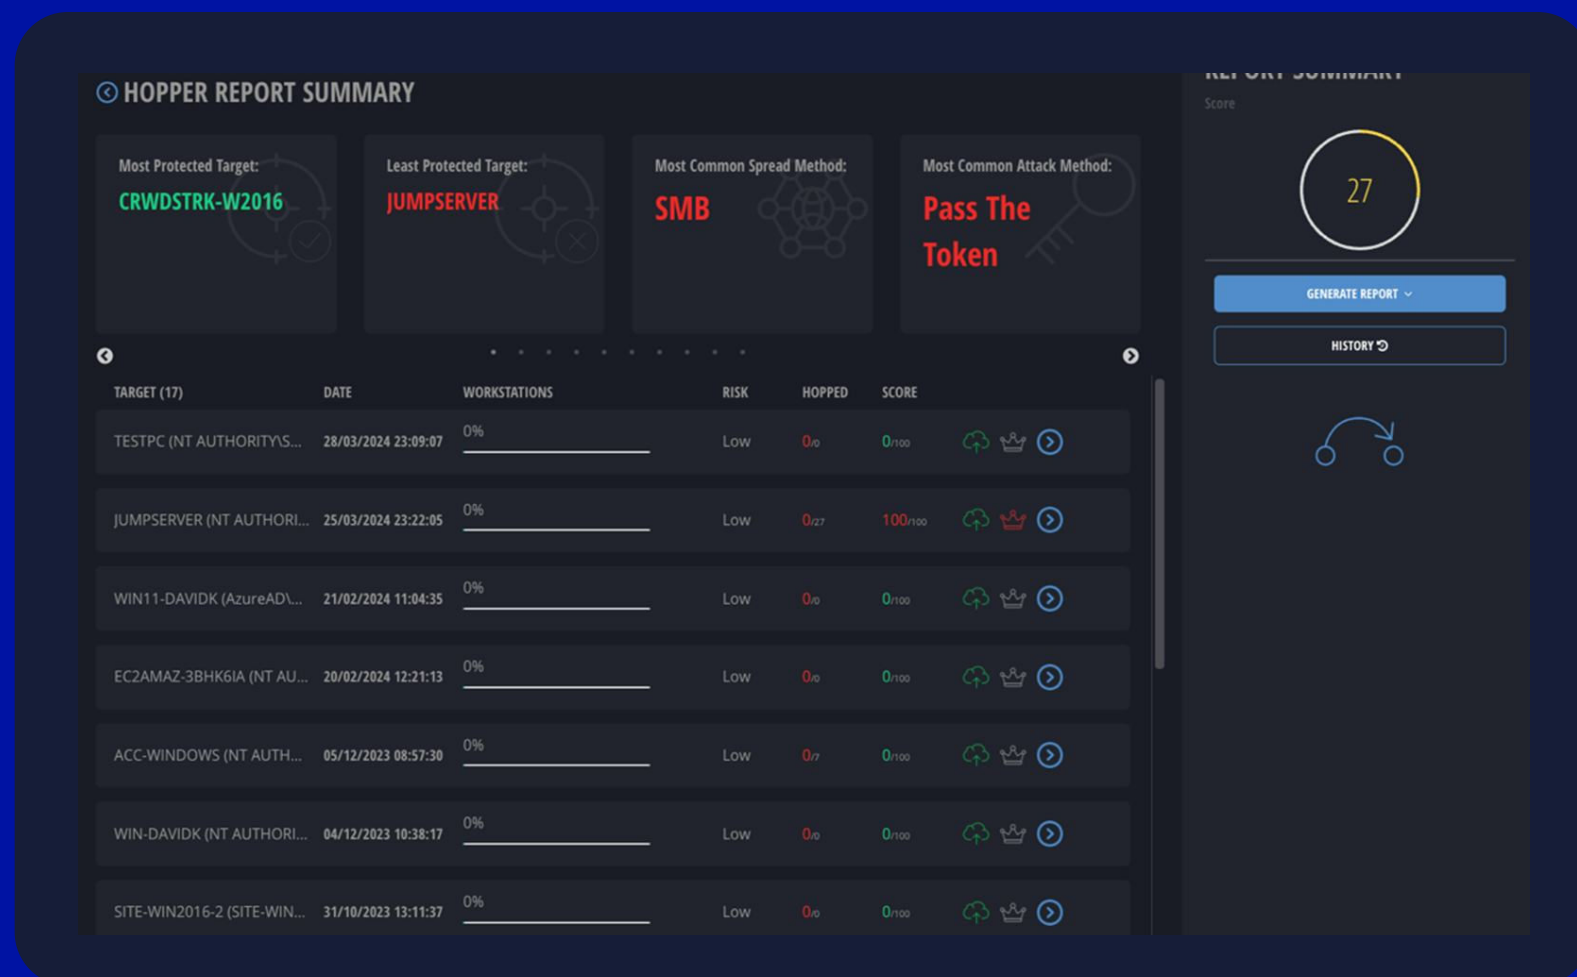 HOPPER REPORT SUMMARY
Most Protected Target:
CRWDSTRK-W2016
Least Protected Target:
JUMPSERVER
Most Common Spread Method:
SMB
Most Common Attack Method:
Pass The
Token
TARGET (17) DATE WORKSTATIONS RISK HOPPED SCORE
TESTPC (NT AUTHORITY\S... 28/03/2024 23:09:07 0% Low 0/0 0/100
JUMPSERVER (NT AUTHORI... 25/03/2024 23:22:05 0% Low 0/27 100/100
WIN11-DAVIDK (AzureAD\... 21/02/2024 11:04:35 0% Low 0/0 0/100
EC2AMAZ-3BHK6IA (NT AU... 20/02/2024 12:21:13 0% Low 0/0 0/100
ACC-WINDOWS (NT AUTH... 05/12/2023 08:57:30 0% Low 0/7 0/100
WIN-DAVIDK (NT AUTHORI... 04/12/2023 10:38:17 0% Low 0/0 0/100
SITE-WIN2016-2 (SITE-WIN... 31/10/2023 13:11:37 0% Low 0/0 0/100
REPORT SUMMARY
Score
27
GENERATE REPORT
HISTORY